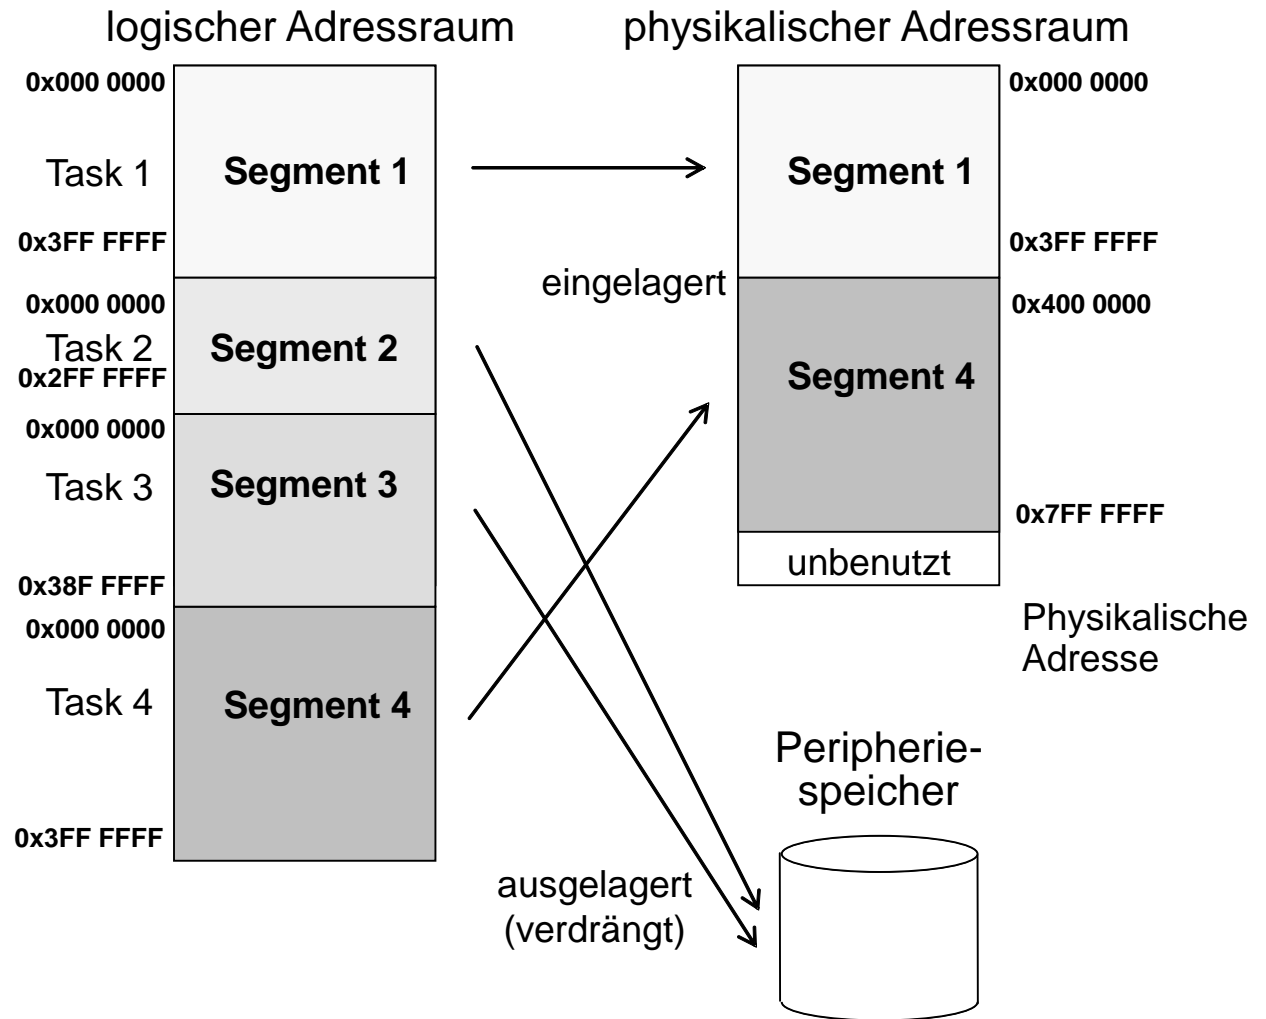 logischer Adressraum
physikalischer Adressraum
0x000 0000
Task 1
Segment 1
0x3FF FFFF
0x000 0000
Task 2
Segment 2
0x2FF FFFF
0x000 0000
Task 3
Segment 3
0x38F FFFF
0x000 0000
Task 4
Segment 4
0x3FF FFFF
eingelagert
ausgelagert
(verdrängt)
0x000 0000
Segment 1
0x3FF FFFF
0x400 0000
Segment 4
0x7FF FFFF
unbenutzt
Physikalische
Adresse
Peripherie-
speicher